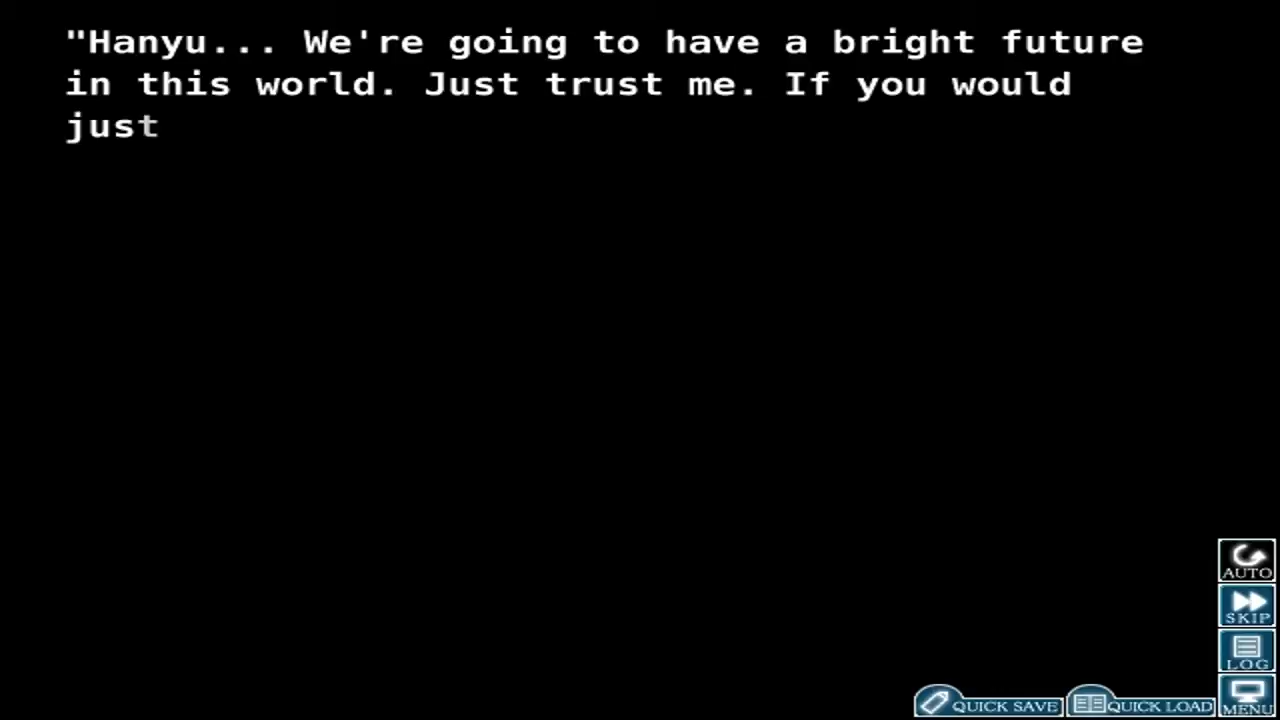 "Hanyu... We're going to have a bright future
in this world. Just trust me. If you would
just
AUTO
SKIP
LOG
QUICK SAVE
QUICK LOAD
MENU